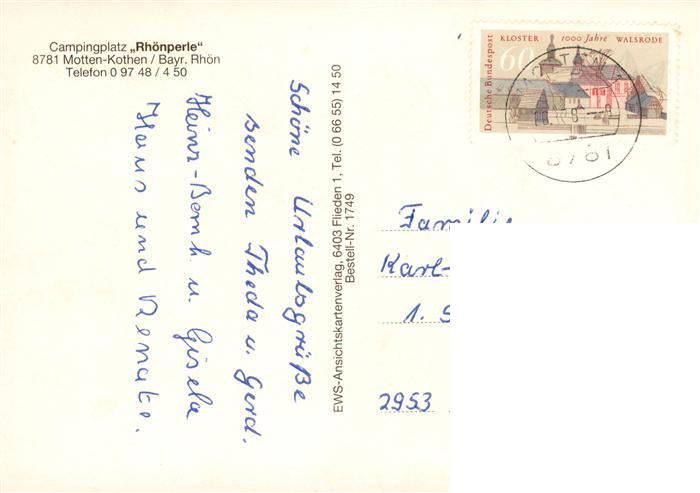 Campingplatz „Rhönperle"
8781 Motten-Kothen / Bayr. Rhön
Telefon 0 97 48 / 4 50
Schöne Urlaubsgrüße
senden Theda u. Gerd.
Heinz-Bernh u. Gisela
Hans und Renate.
EWS-Ansichtskartenverlag, 6403 Flieden 1, Tel. (0 66 55) 14 50
Bestell-Nr. 1749
KLOSTER 1000 Jahre WALSRODE
Deutsche Bundespost
60
8781
Familie
Karl-
1. S
2953